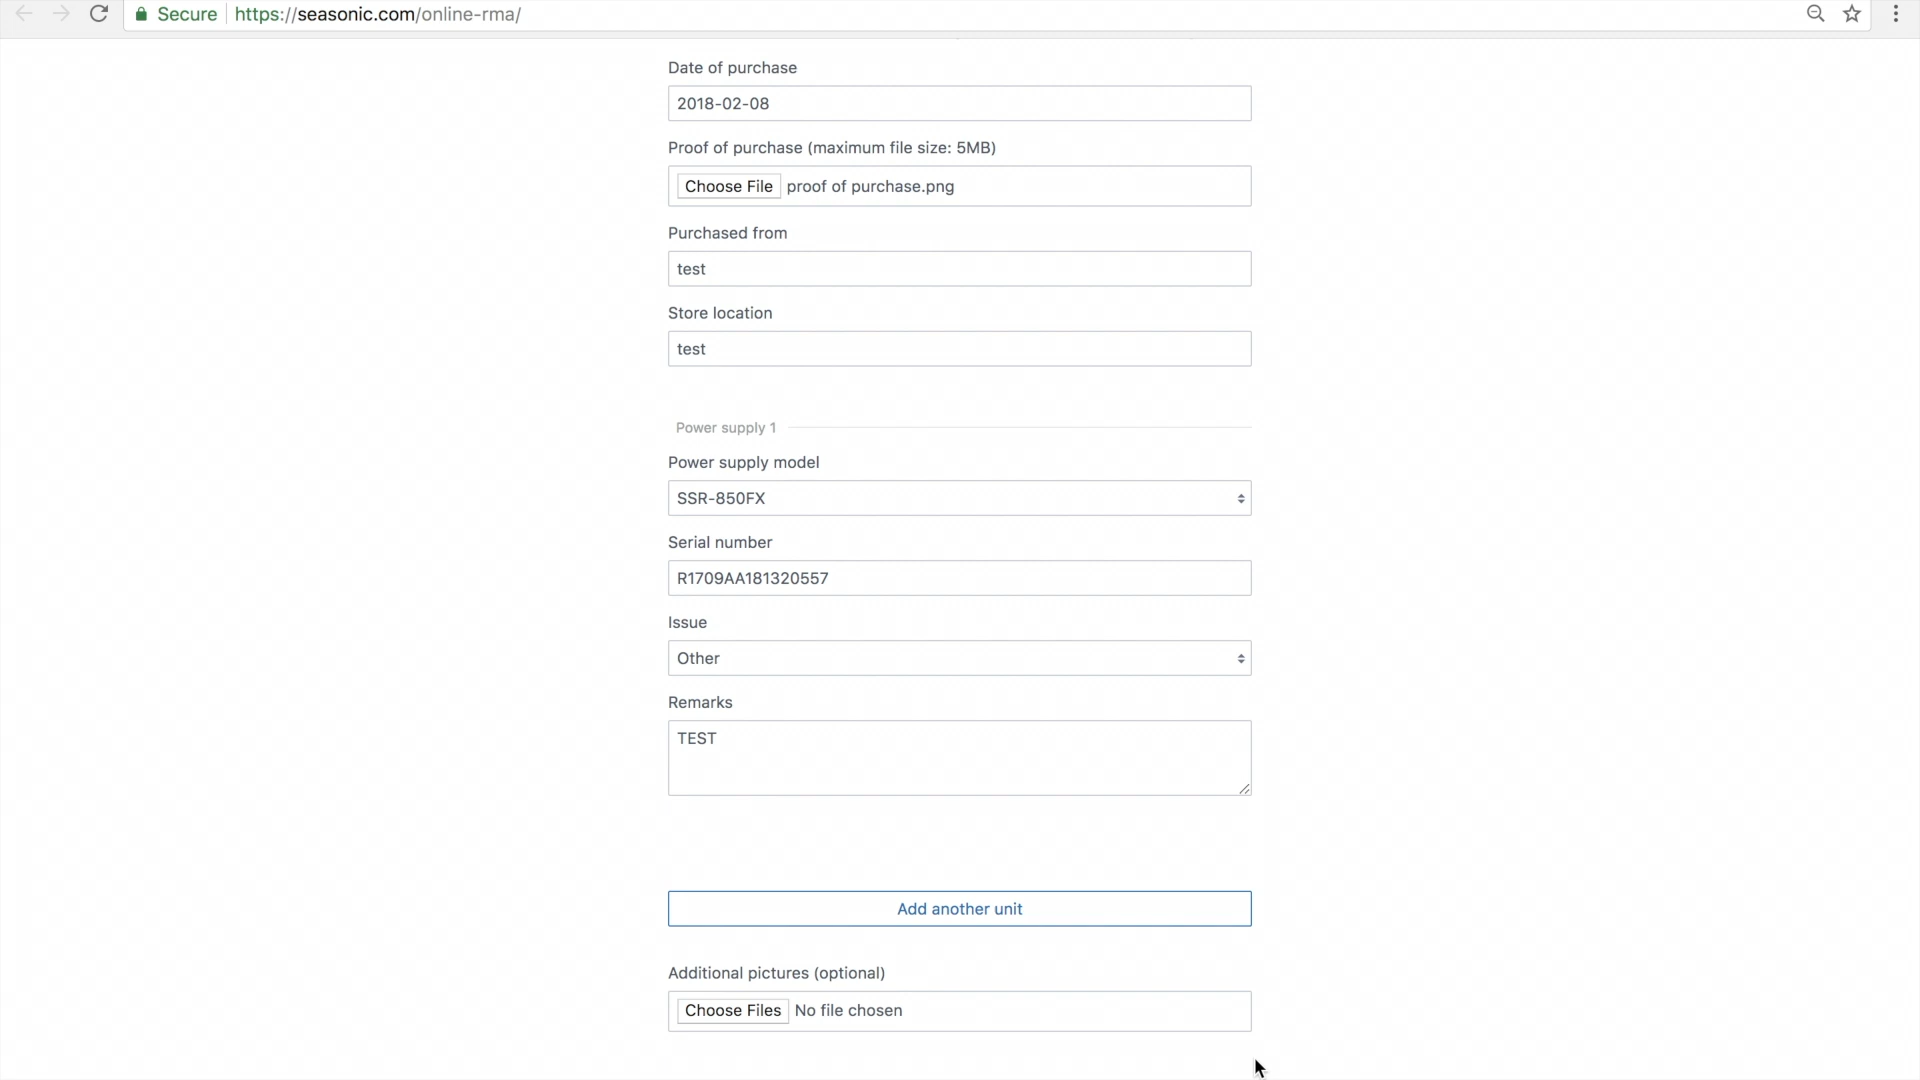 Secure https://seasonic.com/online-rma/
Date of purchase
2018-02-08
Proof of purchase (maximum file size: 5MB)
Choose File proof of purchase.png
Purchased from
test
Store location
test
Power supply 1
Power supply model
SSR-850FX
Serial number
R1709AA181320557
Issue
Other
Remarks
TEST
Add another unit
Additional pictures (optional)
Choose Files No file chosen